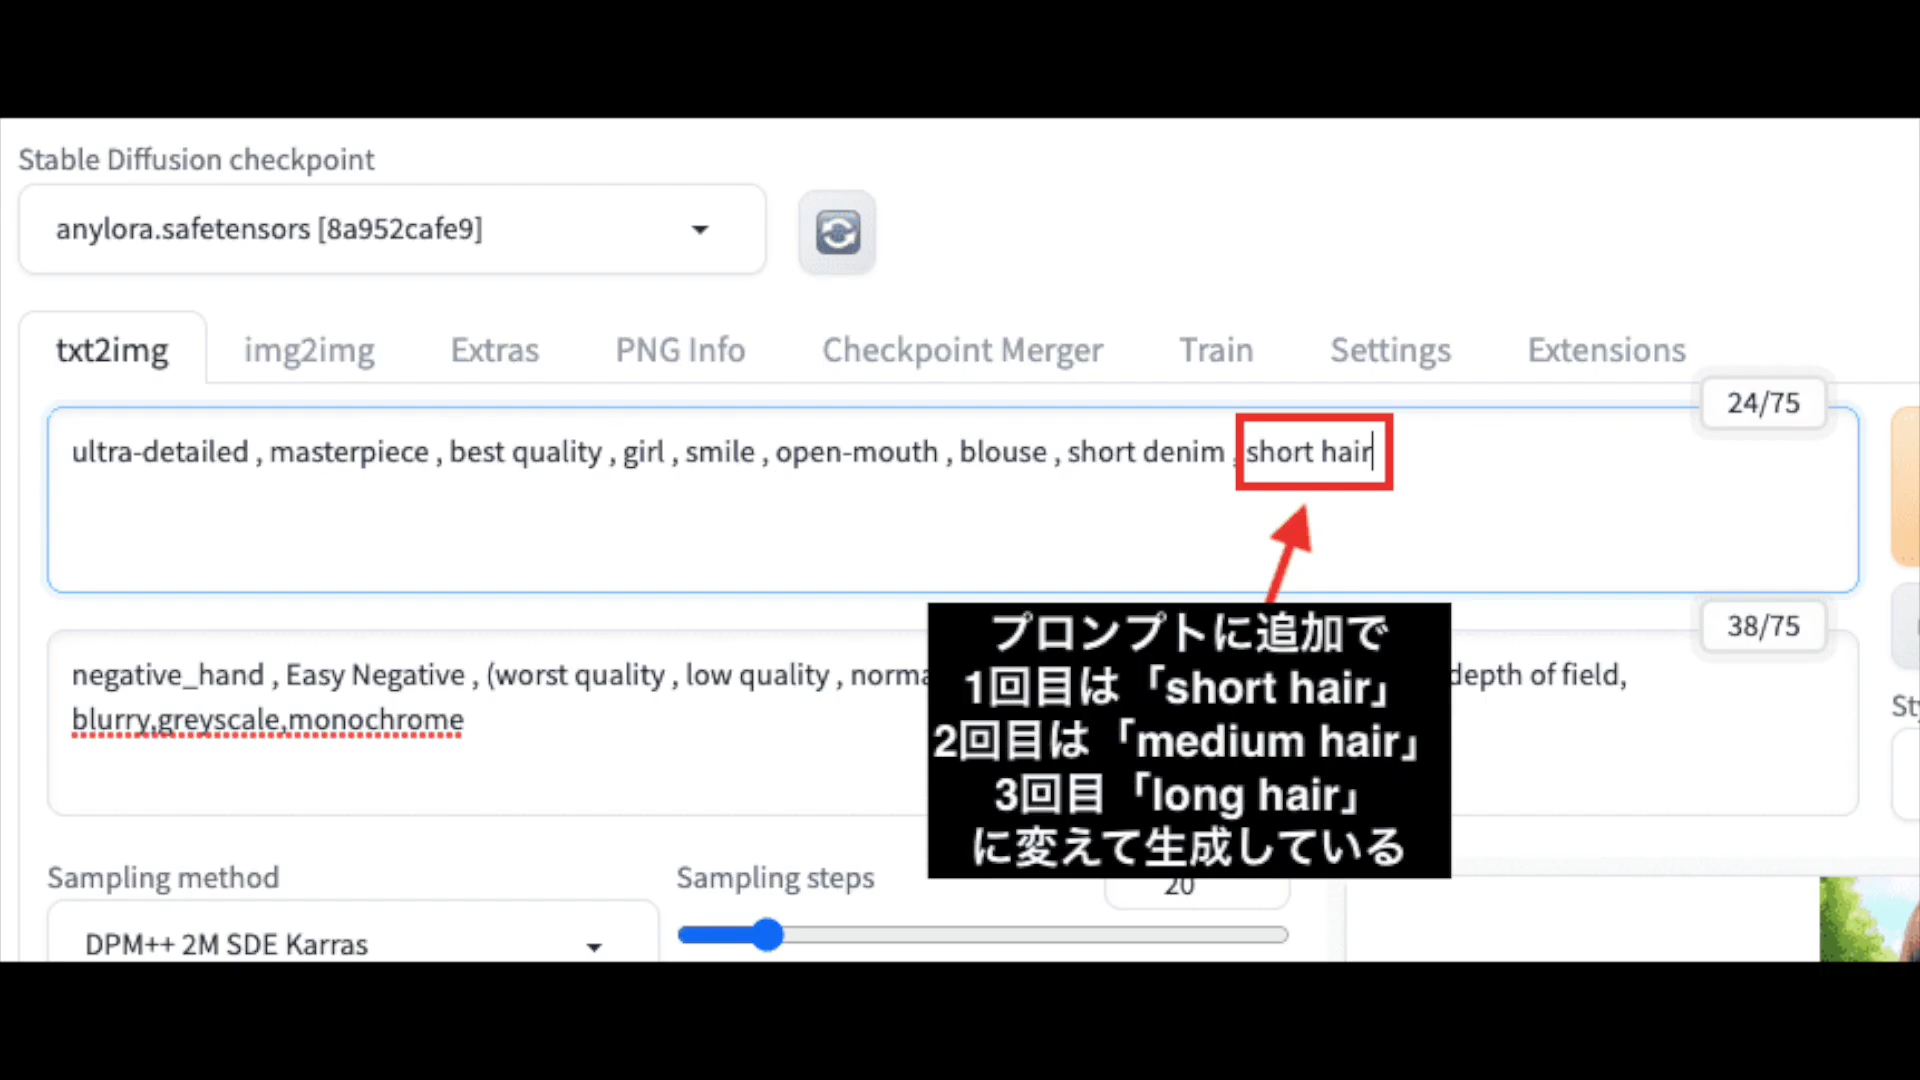 Stable Diffusion checkpoint
anylora.safetensors [8a952cafe9]
txt2img img2img Extras PNG Info Checkpoint Merger Train Settings Extensions
24/75
ultra-detailed , masterpiece , best quality , girl , smile , open-mouth , blouse , short denim , short hair
38/75
negative_hand , Easy Negative , (worst quality , low quality , depth of field,
blurry,greyscale,monochrome
プロンプトに追加で
1回目は「short hair」
2回目は「medium hair」
3回目「long hair」
に変えて生成している
Sampling method
DPM++ 2M SDE Karras
Sampling steps
20